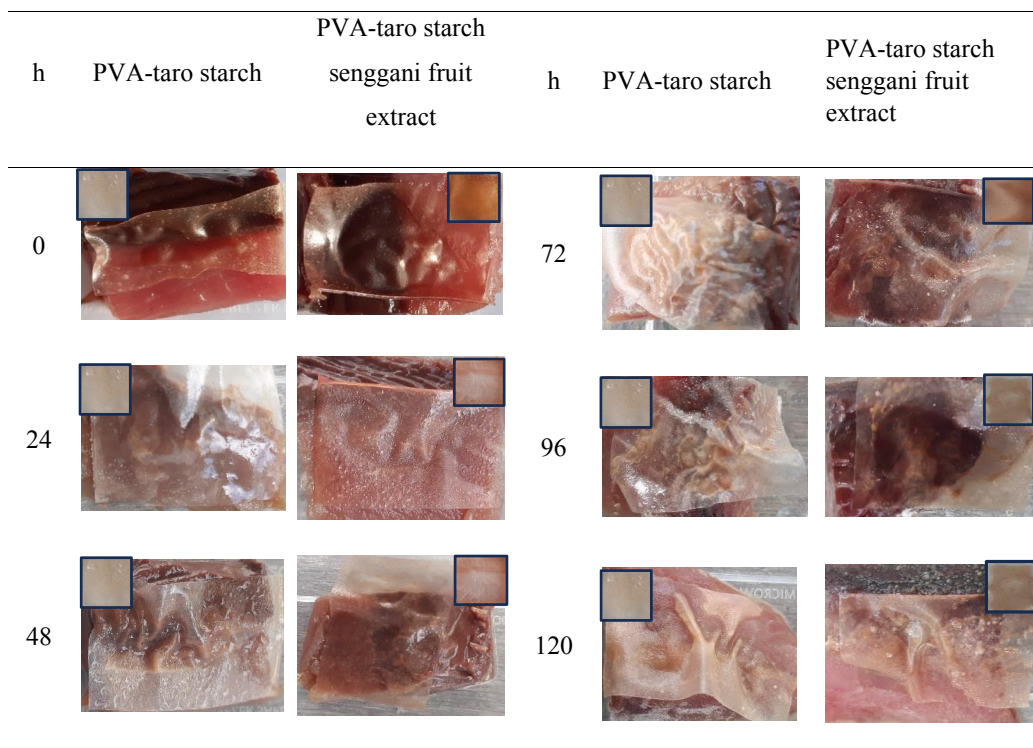 h
PVA-taro starch
PVA-taro starch
senggani fruit
extract
h
PVA-taro starch
PVA-taro starch
senggani fruit
extract
0
72
24
96
48
120